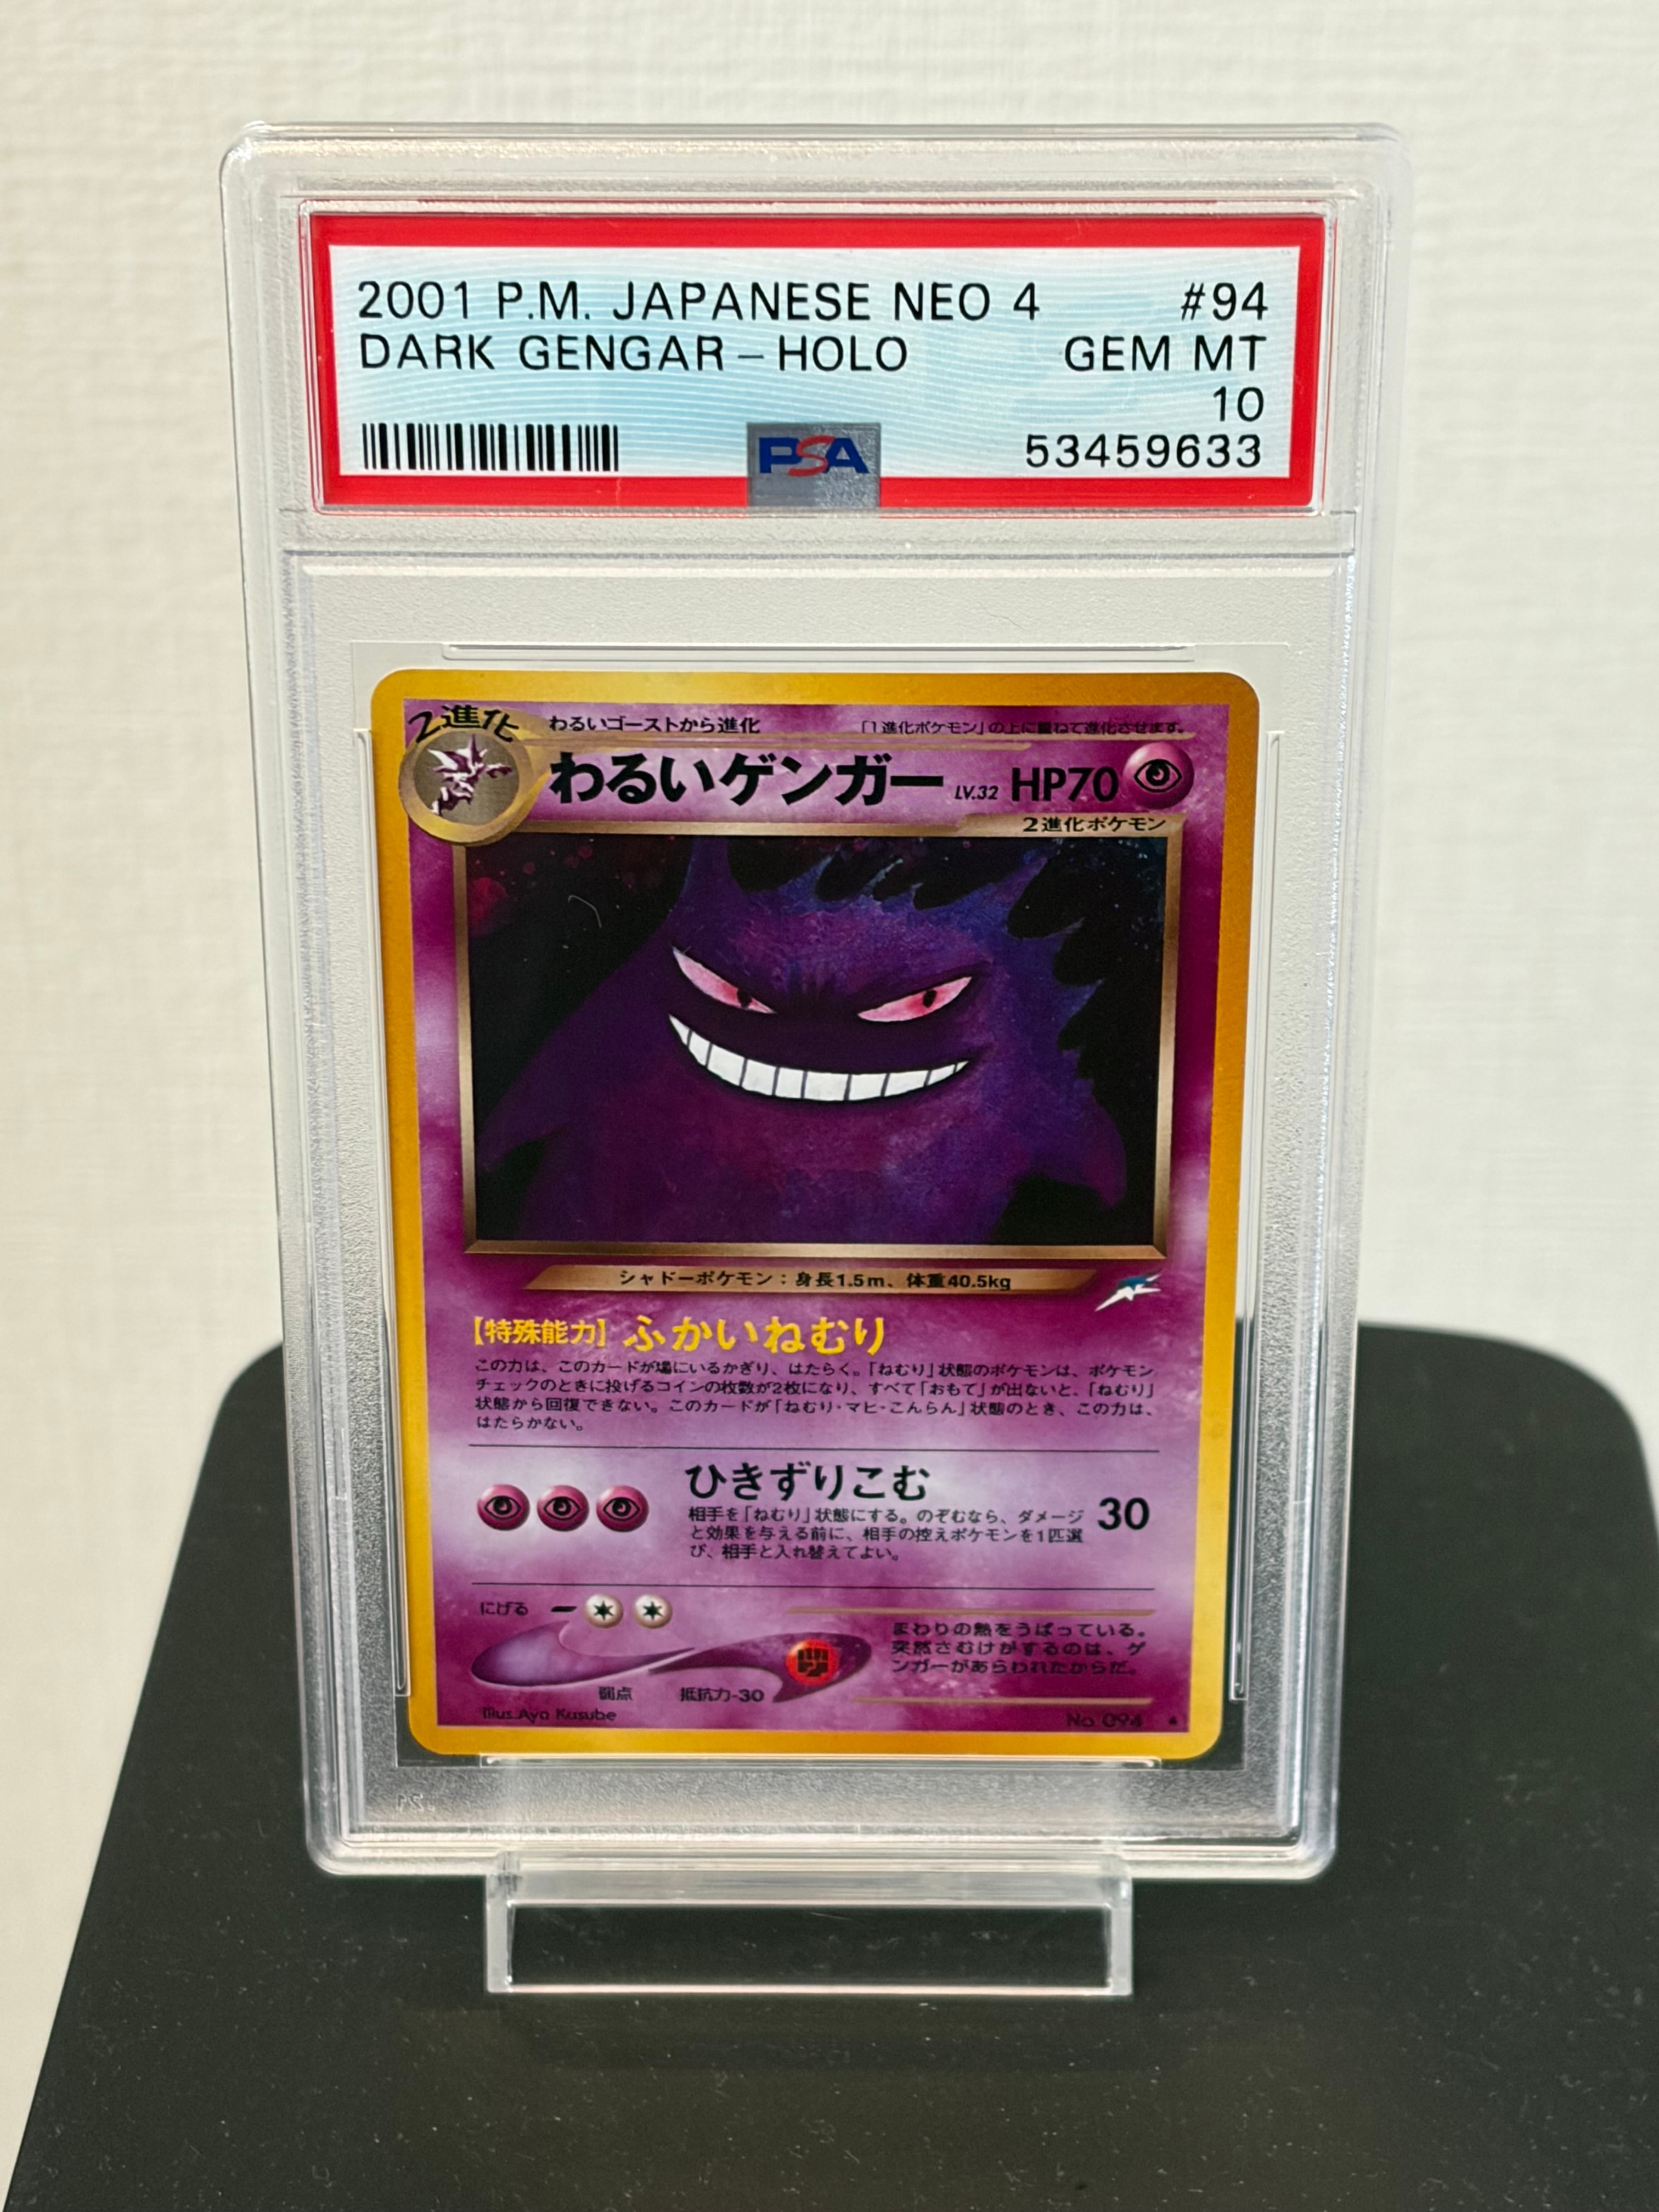 2001 P.M. JAPANESE NEO 4 #94
DARK GENGAR - HOLO GEM MT
10
PSA 53459633
2進化 わるいゴーストから進化 「1進化ポケモン」の上に重ねて進化させます。
わるいゲンガー LV.32 HP70
2進化ポケモン
シャドーポケモン：身長1.5m、体重40.5kg
【特殊能力】ふかいねむり
この力は、このカードが場にいるかぎり、はたらく。「ねむり」状態のポケモンは、ポケモン
チェックのときに投げるコインの枚数が2枚になり、すべて「おもて」が出ないと、「ねむり」
状態から回復できない。このカードが「ねむり・マヒ・こんらん」状態のとき、この力は、
はたらかない。
ひきずりこむ
相手を「ねむり」状態にする。のぞむなら、ダメージ
と効果を与える前に、相手の控えポケモンを1匹選
び、相手と入れ替えてよい。
30
にげる
弱点 抵抗力-30
まわりの熱をうばっている。
突然さむけがするのは、ゲ
ンガーがあらわれたからだ。
Illus.Aya Kusube No.094